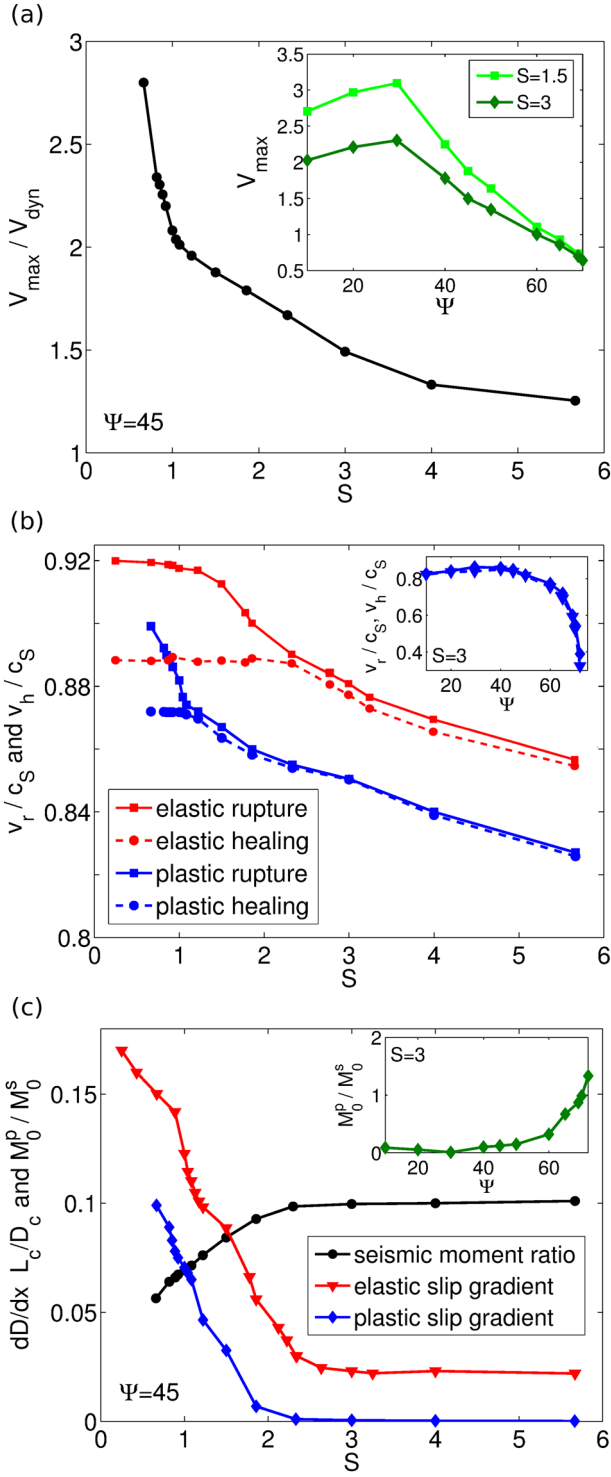 (a)
3
2.5
2
1.5
1
V_max / V_dyn
0 1 2 3 4 5 6
S
Ψ=45
3.5
3
2.5
2
1.5
1
0.5
V_max
20 40 60
Ψ
S=1.5
S=3
(b)
0.92
0.88
0.84
0.8
v_r / c_S and v_h / c_S
0 1 2 3 4 5 6
S
elastic rupture
elastic healing
plastic rupture
plastic healing
0.8
0.6
0.4
v_r / c_S, v_h / c_S
S=3
20 40 60
Ψ
(c)
0.15
0.1
0.05
0
dD/dx L_c/D_c and M_0^p / M_0^s
0 1 2 3 4 5 6
S
Ψ=45
seismic moment ratio
elastic slip gradient
plastic slip gradient
2
1
0
M_0^p / M_0^s
S=3
20 40 60
Ψ